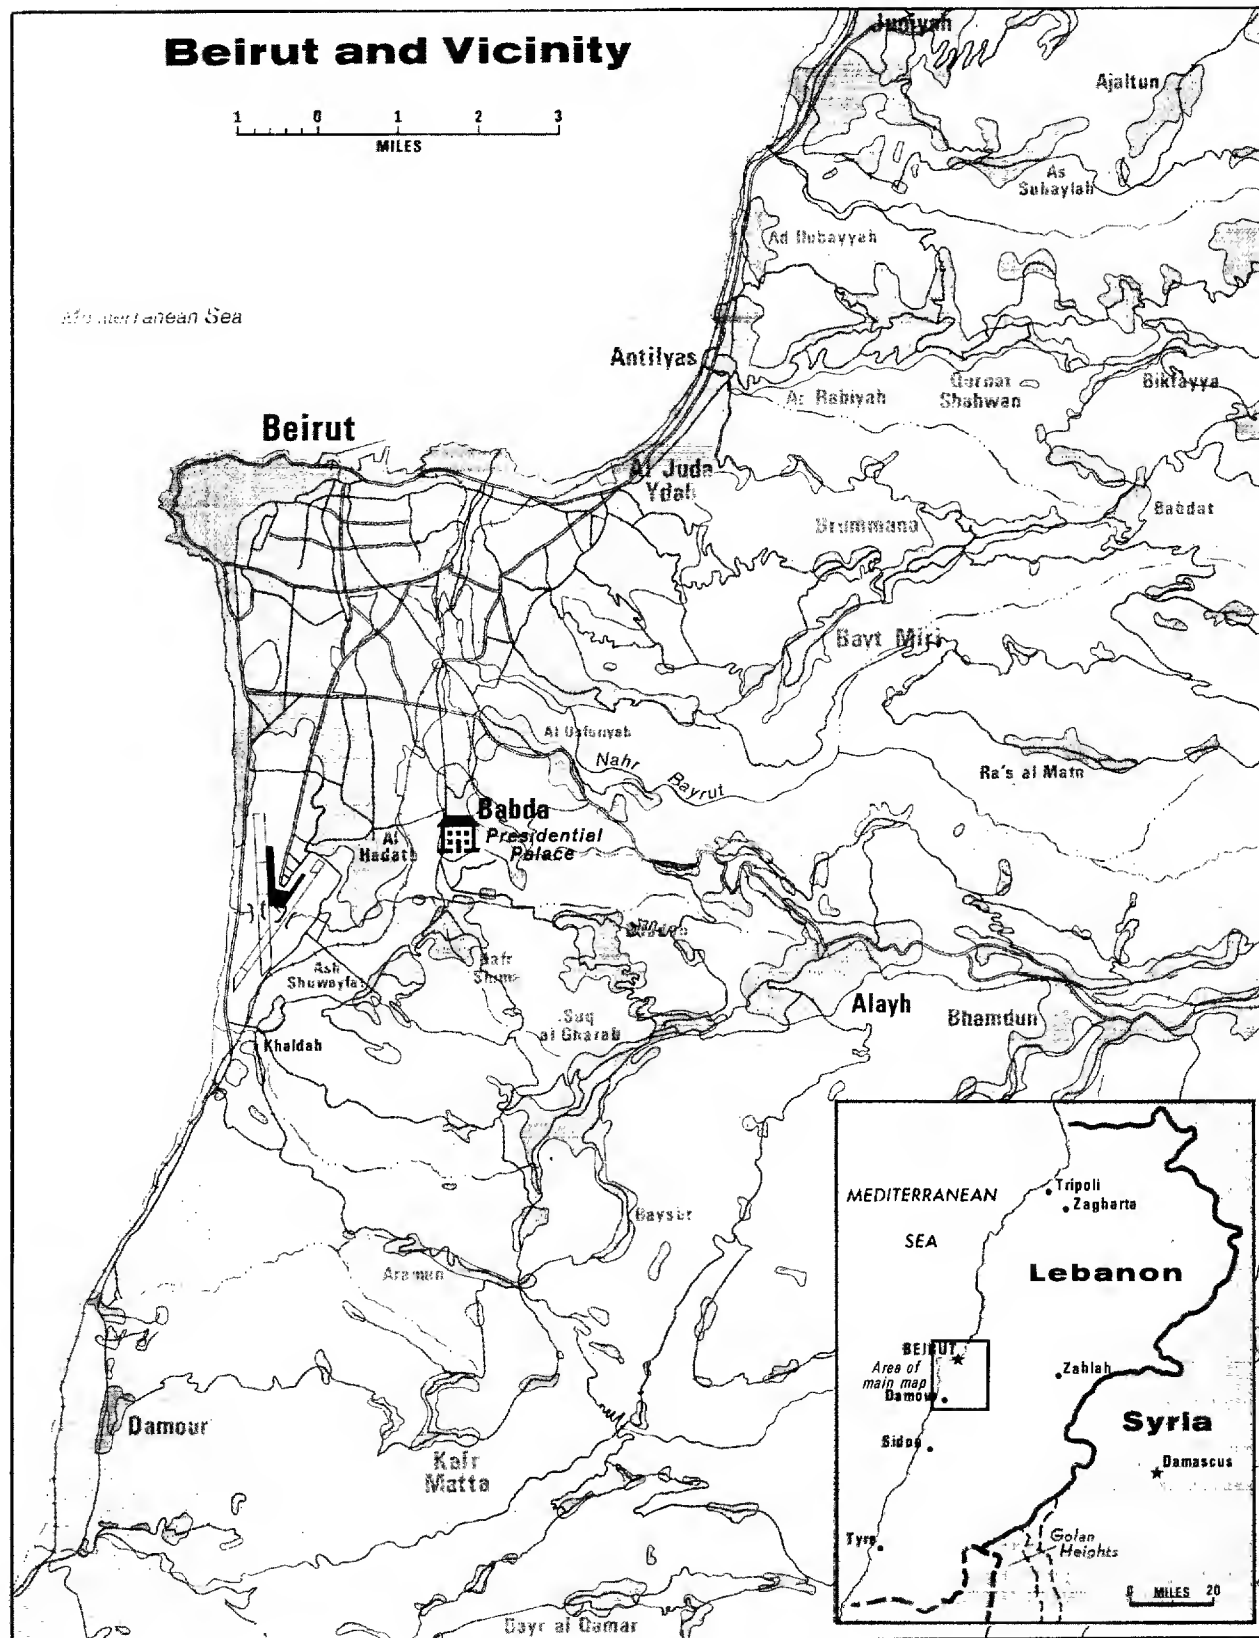 Juniyah
Beirut and Vicinity
Ajaltun
1 0 1 2 3
MILES
As
Suhaylah
Ad Dubayyah
Mediterranean Sea
Antilyas
Ar Rabiyah
Qurnat
Shahwan
Bikfayya
Beirut
Al Juda
Ydah
Babdat
Brummana
Bayt Miri
Nahr
Bayrut
Ra's al Matn
Babda
Presidential
Palace
Al
Hadath
Kafr
Shima
Ash
Shuwayfat
Suq
al Gharab
Alayh
Bhamdun
Khaldah
Baysur
Aramun
Damour
Kafr
Matta
Dayr al Qamar
MEDITERRANEAN
SEA
Tripoli
Zagharta
Lebanon
BEIRUT
Area of
main map
Damour
Zahlah
Syria
Sidon
Damascus
Tyre
Golan
Heights
0 MILES 20